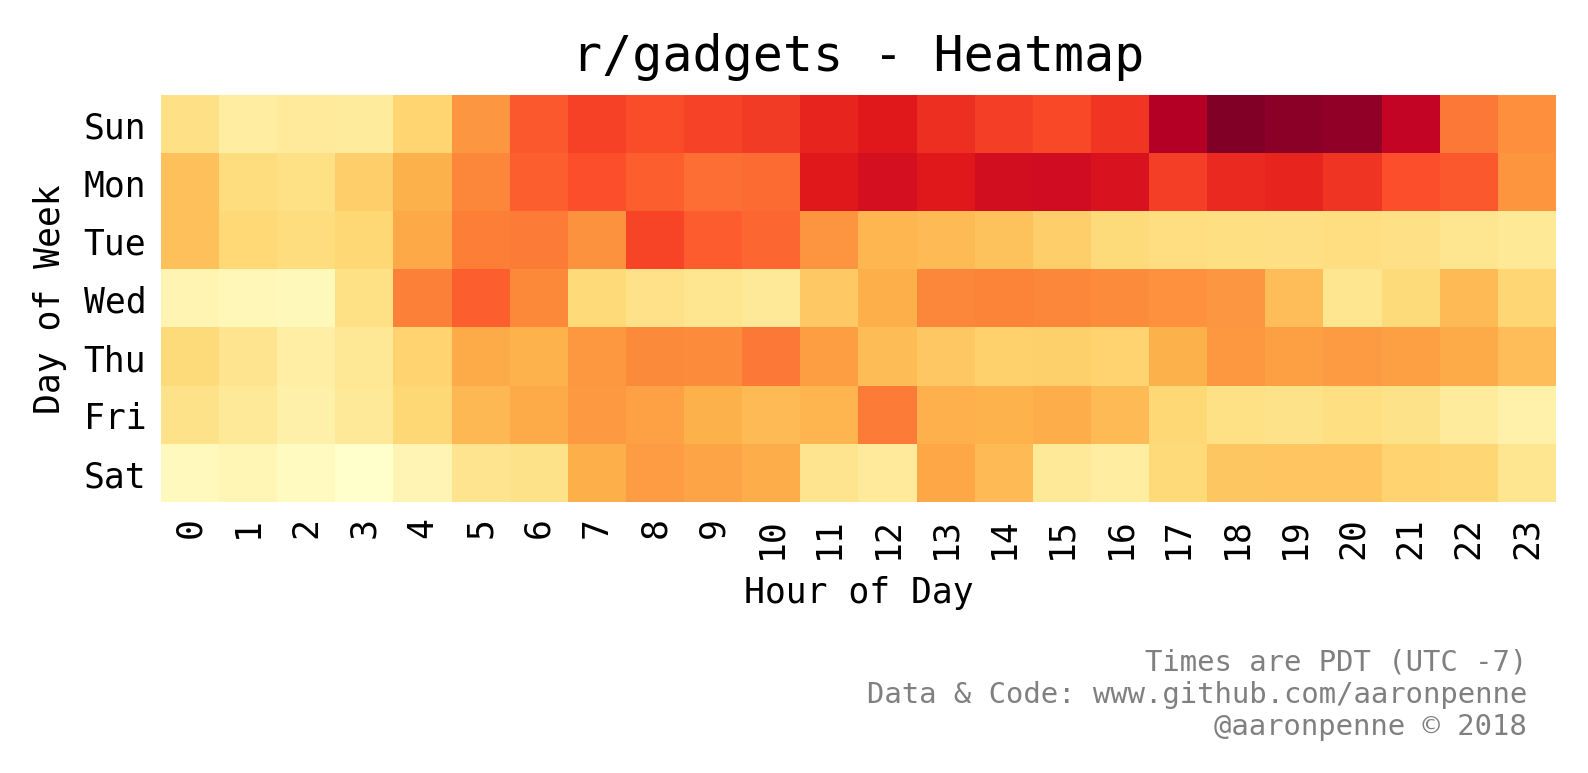 r/gadgets - Heatmap
Day of Week
Sun
Mon
Tue
Wed
Thu
Fri
Sat
0 1 2 3 4 5 6 7 8 9 10 11 12 13 14 15 16 17 18 19 20 21 22 23
Hour of Day
Times are PDT (UTC -7)
Data & Code: www.github.com/aaronpenne
@aaronpenne © 2018